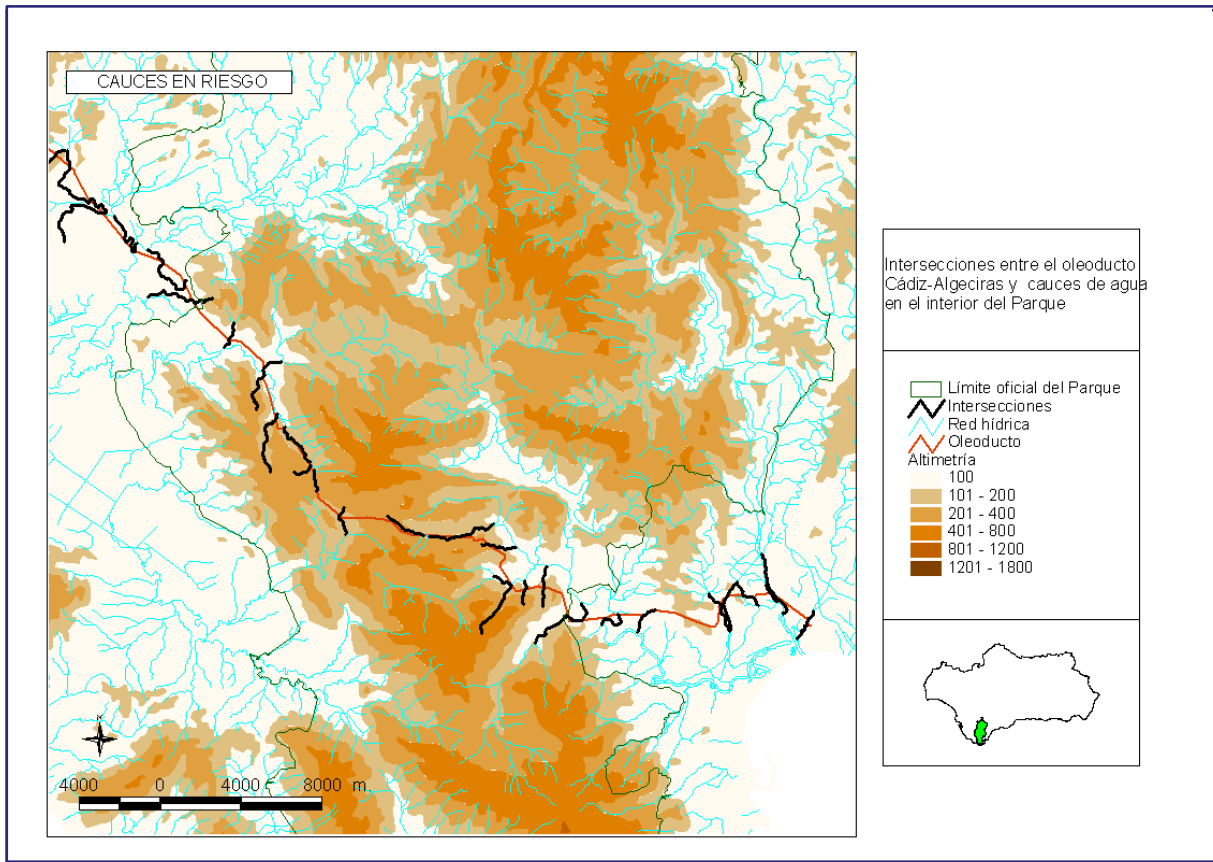 CAUCES EN RIESGO
Intersecciones entre el oleoducto
Cádiz-Algeciras y cauces de agua
en el interior del Parque
Límite oficial del Parque
Intersecciones
Red hídrica
Oleoducto
Altimetría
100
101 - 200
201 - 400
401 - 800
801 - 1200
1201 - 1800
N
4000 0 4000 8000 m.